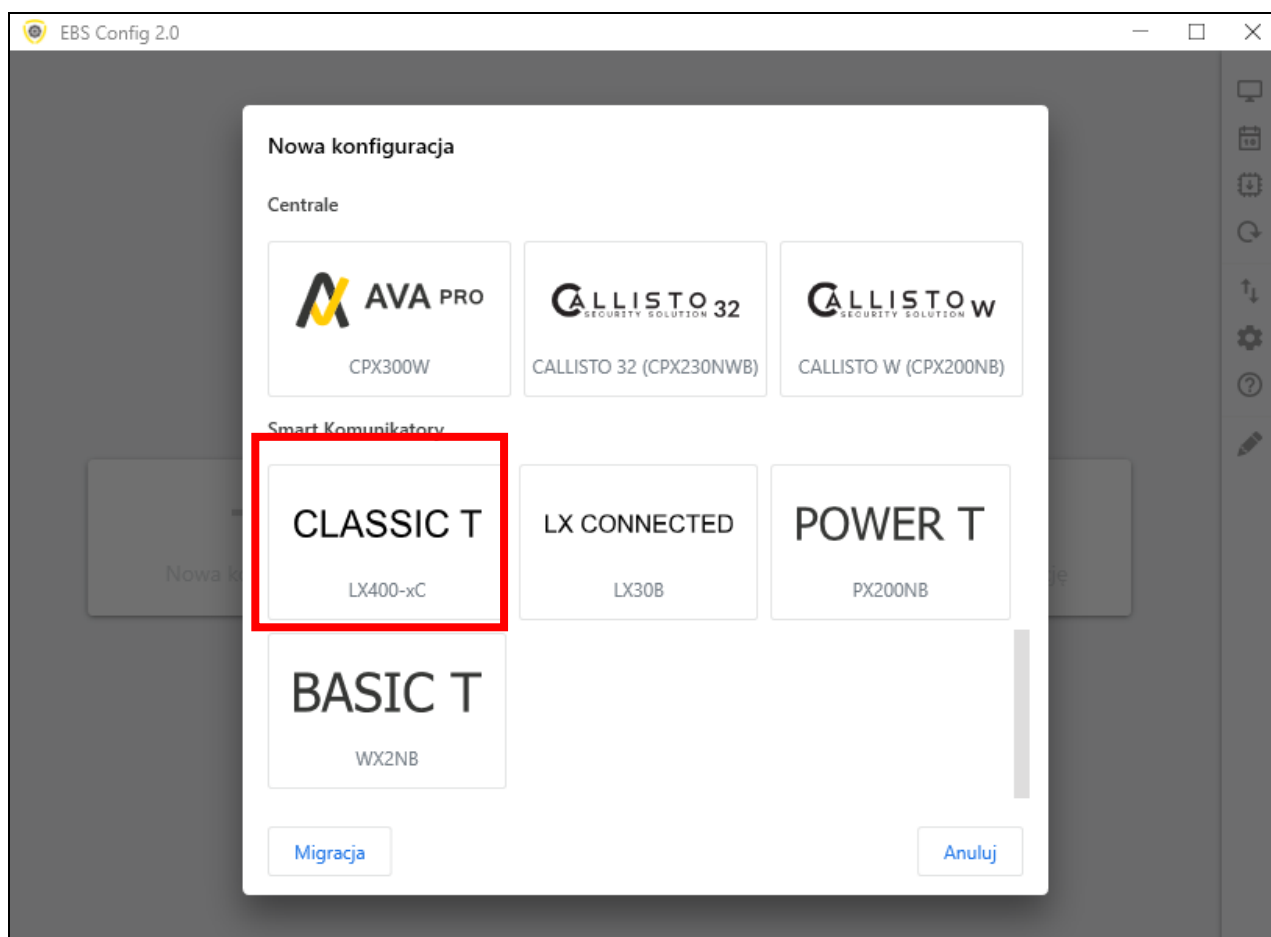 EBS Config 2.0
Nowa konfiguracja
Centrale
AVA PRO
CPX300W
CALLISTO 32
SECURITY SOLUTION
CALLISTO 32 (CPX230NWB)
CALLISTO W
SECURITY SOLUTION
CALLISTO W (CPX200NB)
Smart Komunikatory
CLASSIC T
LX400-xC
LX CONNECTED
LX30B
POWER T
PX200NB
BASIC T
WX2NB
Nowa
Migracja
Anuluj